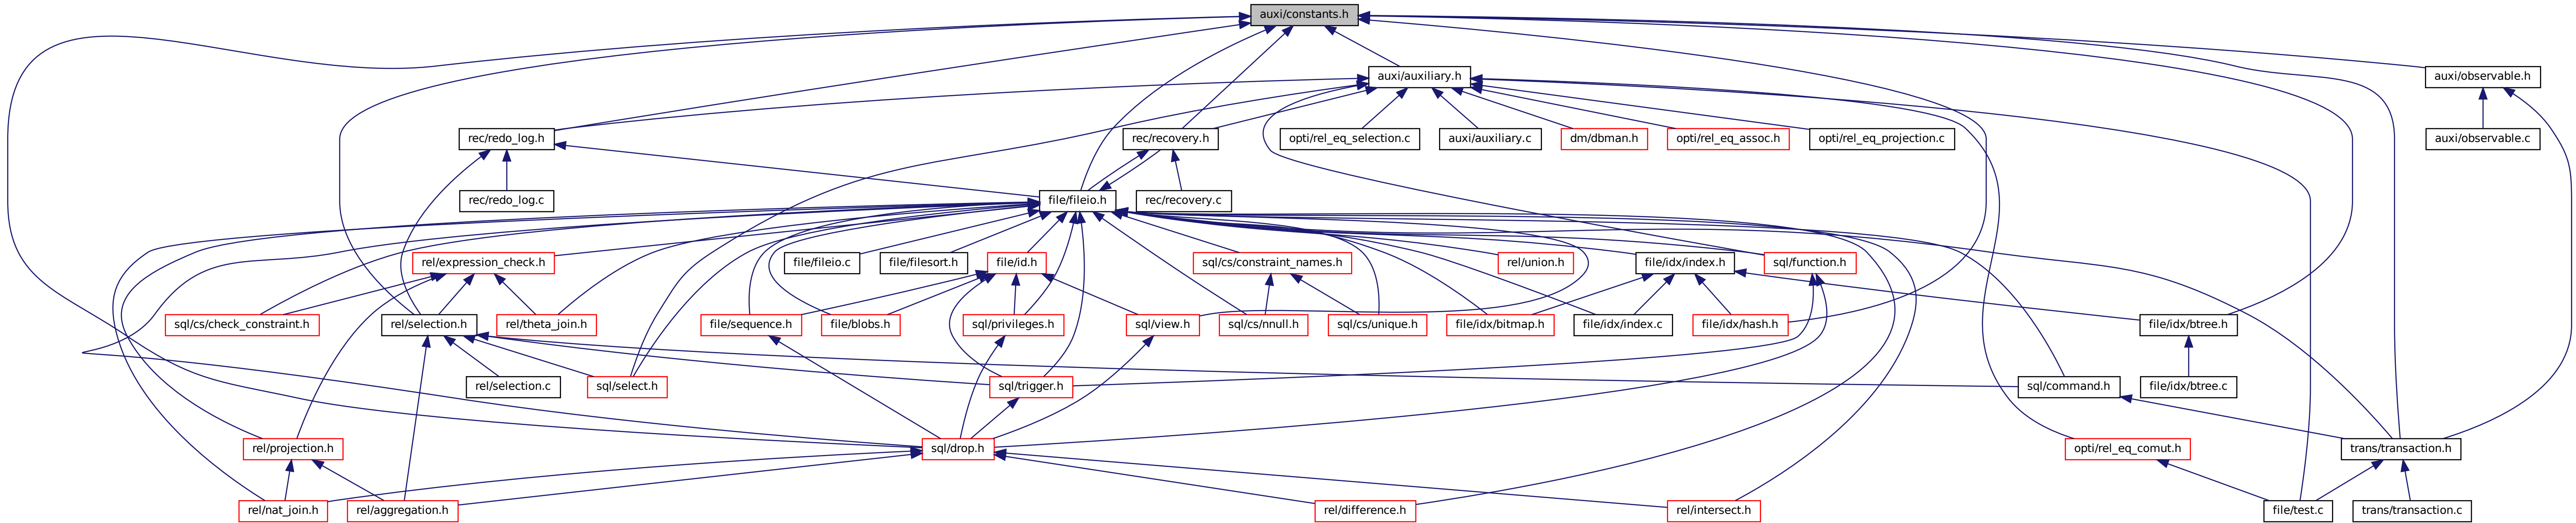 auxi/constants.h
auxi/auxiliary.h
auxi/observable.h
rec/redo_log.h
rec/recovery.h
opti/rel_eq_selection.c
auxi/auxiliary.c
dm/dbman.h
opti/rel_eq_assoc.h
opti/rel_eq_projection.c
auxi/observable.c
rec/redo_log.c
file/fileio.h
rec/recovery.c
rel/expression_check.h
file/fileio.c
file/filesort.h
file/id.h
sql/cs/constraint_names.h
rel/union.h
file/idx/index.h
sql/function.h
sql/cs/check_constraint.h
rel/selection.h
rel/theta_join.h
file/sequence.h
file/blobs.h
sql/privileges.h
sql/view.h
sql/cs/nnull.h
sql/cs/unique.h
file/idx/bitmap.h
file/idx/index.c
file/idx/hash.h
file/idx/btree.h
rel/selection.c
sql/select.h
sql/trigger.h
sql/command.h
file/idx/btree.c
rel/projection.h
sql/drop.h
opti/rel_eq_comut.h
trans/transaction.h
rel/nat_join.h
rel/aggregation.h
rel/difference.h
rel/intersect.h
file/test.c
trans/transaction.c